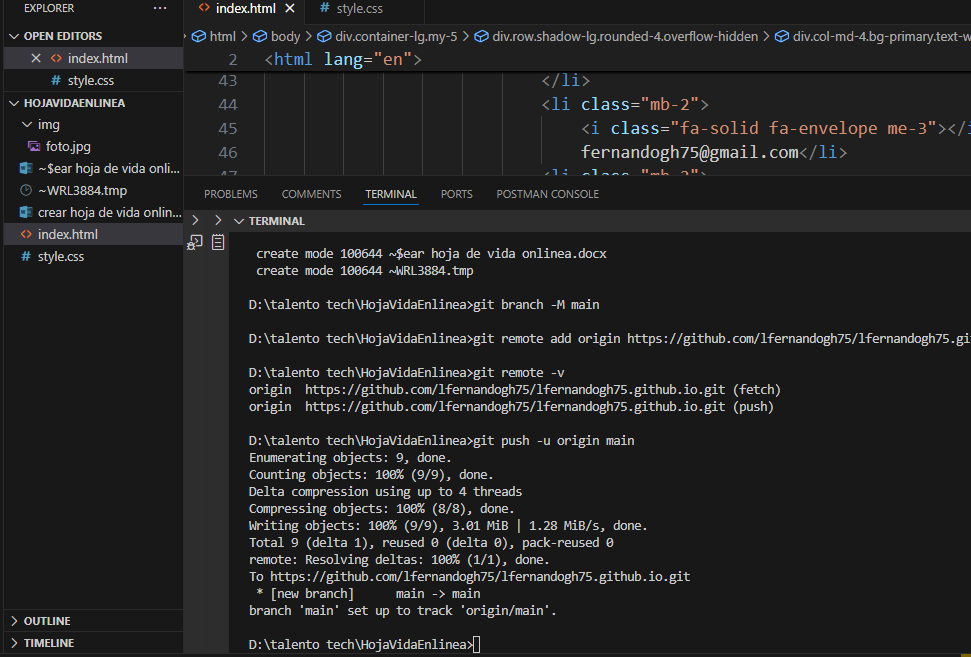 EXPLORER
···
index.html
# style.css
OPEN EDITORS
index.html
# style.css
HOJAVIDAENLINEA
img
foto.jpg
~$ear hoja de vida onli...
~WRL3884.tmp
crear hoja de vida onlin...
index.html
# style.css
OUTLINE
TIMELINE
html > body > div.container-lg.my-5 > div.row.shadow-lg.rounded-4.overflow-hidden > div.col-md-4.bg-primary.text-w
2 <html lang="en">
43 </li>
44 <li class="mb-2">
45 <i class="fa-solid fa-envelope me-3"></i
46 fernandogh75@gmail.com</li>
47 <li class="mb-2">
PROBLEMS COMMENTS TERMINAL PORTS POSTMAN CONSOLE
TERMINAL
create mode 100644 ~$ear hoja de vida onlinea.docx
create mode 100644 ~WRL3884.tmp
D:\talento tech\HojaVidaEnlinea>git branch -M main
D:\talento tech\HojaVidaEnlinea>git remote add origin https://github.com/lfernandogh75/lfernandogh75.gi
D:\talento tech\HojaVidaEnlinea>git remote -v
origin https://github.com/lfernandogh75/lfernandogh75.github.io.git (fetch)
origin https://github.com/lfernandogh75/lfernandogh75.github.io.git (push)
D:\talento tech\HojaVidaEnlinea>git push -u origin main
Enumerating objects: 9, done.
Counting objects: 100% (9/9), done.
Delta compression using up to 4 threads
Compressing objects: 100% (8/8), done.
Writing objects: 100% (9/9), 3.01 MiB | 1.28 MiB/s, done.
Total 9 (delta 1), reused 0 (delta 0), pack-reused 0
remote: Resolving deltas: 100% (1/1), done.
To https://github.com/lfernandogh75/lfernandogh75.github.io.git
* [new branch] main -> main
branch 'main' set up to track 'origin/main'.
D:\talento tech\HojaVidaEnlinea>